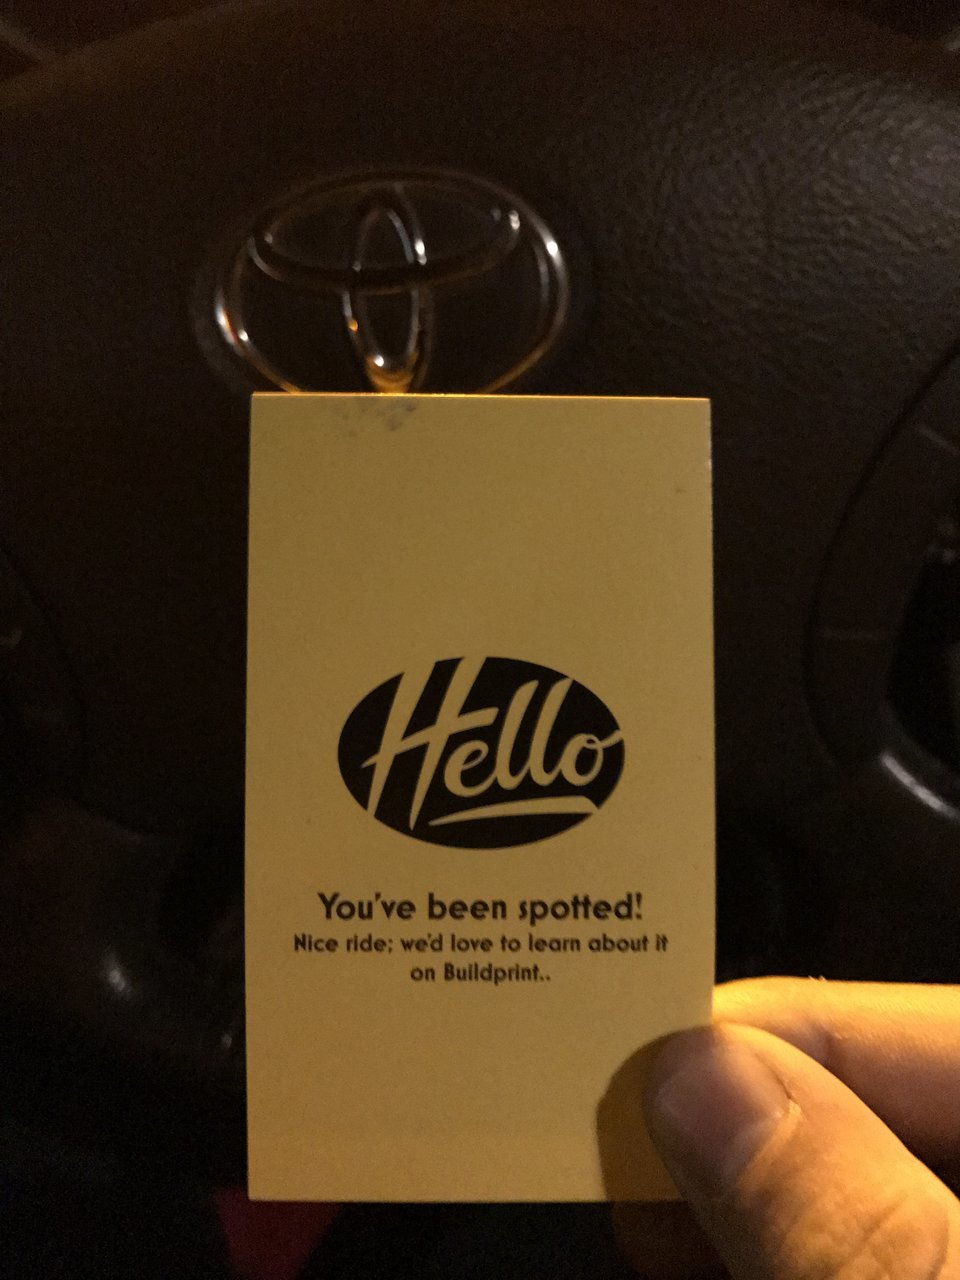 Hello
You've been spotted!
Nice ride; we'd love to learn about it
on Buildprint..